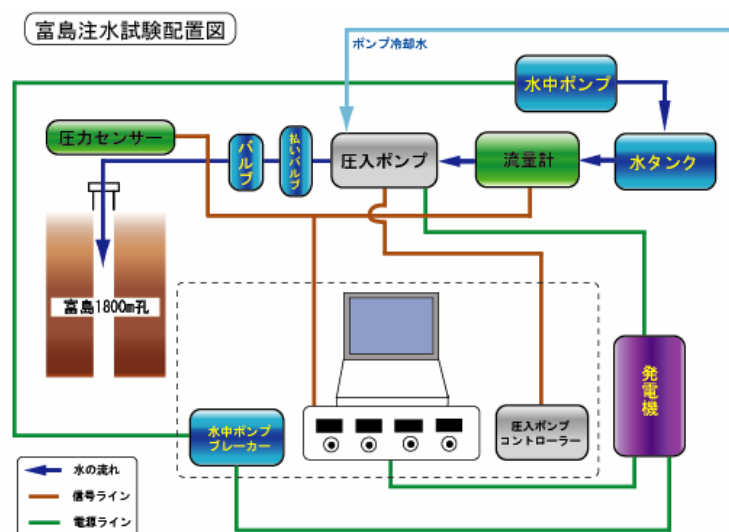 富島注水試験配置図
ポンプ冷却水
水中ポンプ
圧力センサー
バルブ
払いバルブ
圧入ポンプ
流量計
水タンク
富島1800m孔
発電機
水中ポンプ
ブレーカー
圧入ポンプ
コントローラー
水の流れ
信号ライン
電源ライン